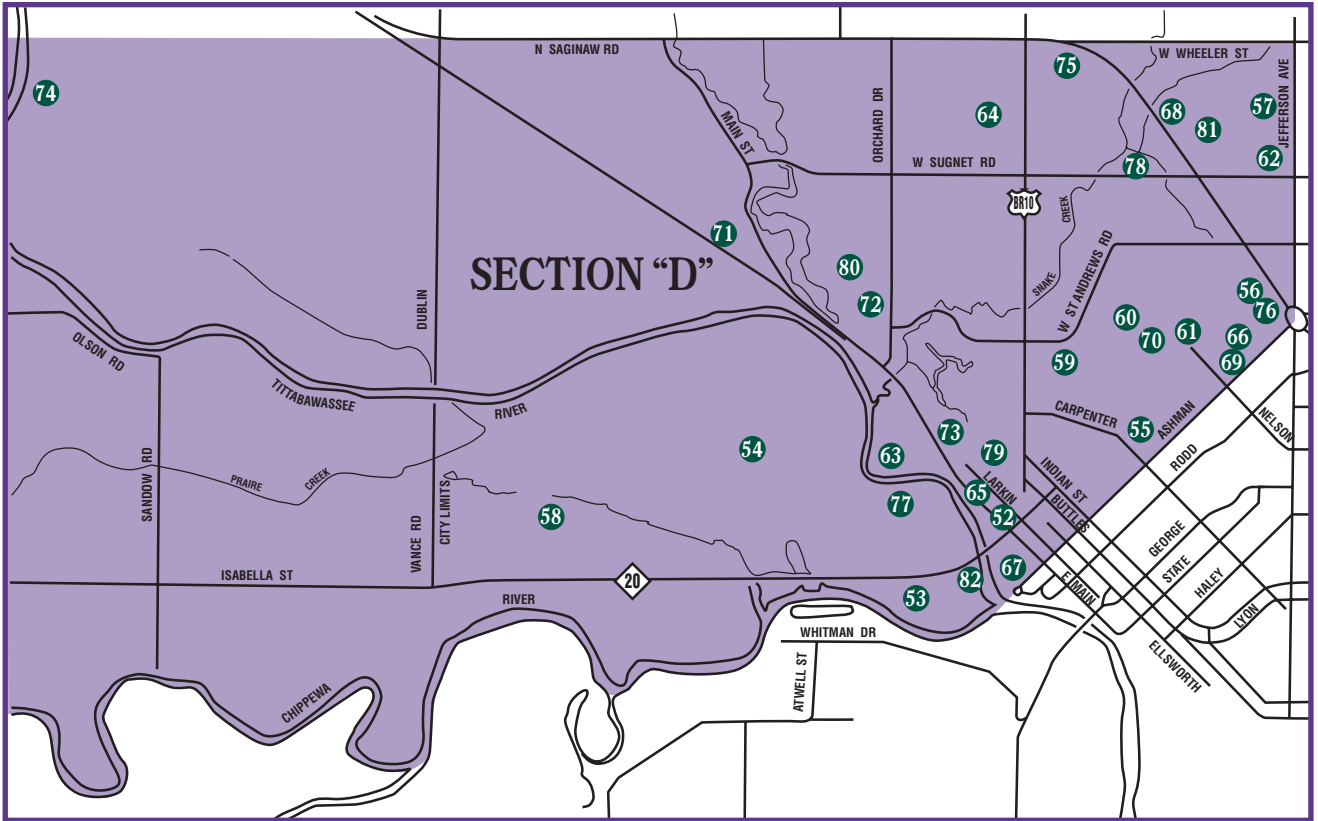 N SAGINAW RD
W WHEELER ST
75
74
57
68
64
81
JEFFERSON AVE
MAIN ST
ORCHARD DR
62
W SUGNET RD
78
BR10
CREEK
SNAKE
71
W ST ANDREWS RD
SECTION “D”
80
72
56
76
60
61
66
70
69
59
DUBLIN
OLSON RD
TITTABAWASSEE
RIVER
CARPENTER
ASHMAN
NELSON
55
RODD
73
79
54
63
INDIAN ST
BUTTLES
LARKIN
65
52
77
SANDOW RD
PRAIRE
CREEK
VANCE RD
CITY LIMITS
58
GEORGE
STATE
HALEY
LYON
ISABELLA ST
20
82
67
53
E MAIN
RIVER
WHITMAN DR
ELLSWORTH
ATWELL ST
CHIPPEWA